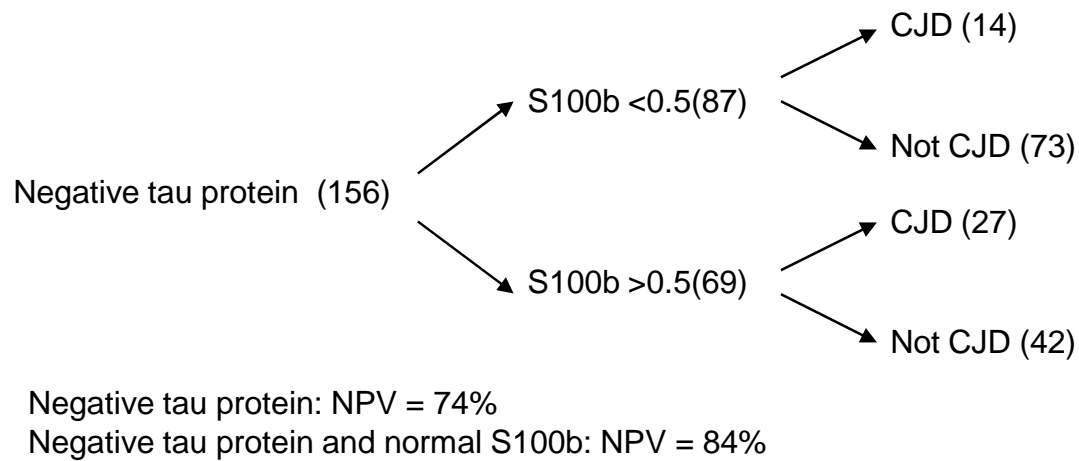 CJD (14)
S100b <0.5(87)
Not CJD (73)
Negative tau protein (156)
CJD (27)
S100b >0.5(69)
Not CJD (42)
Negative tau protein: NPV = 74%
Negative tau protein and normal S100b: NPV = 84%